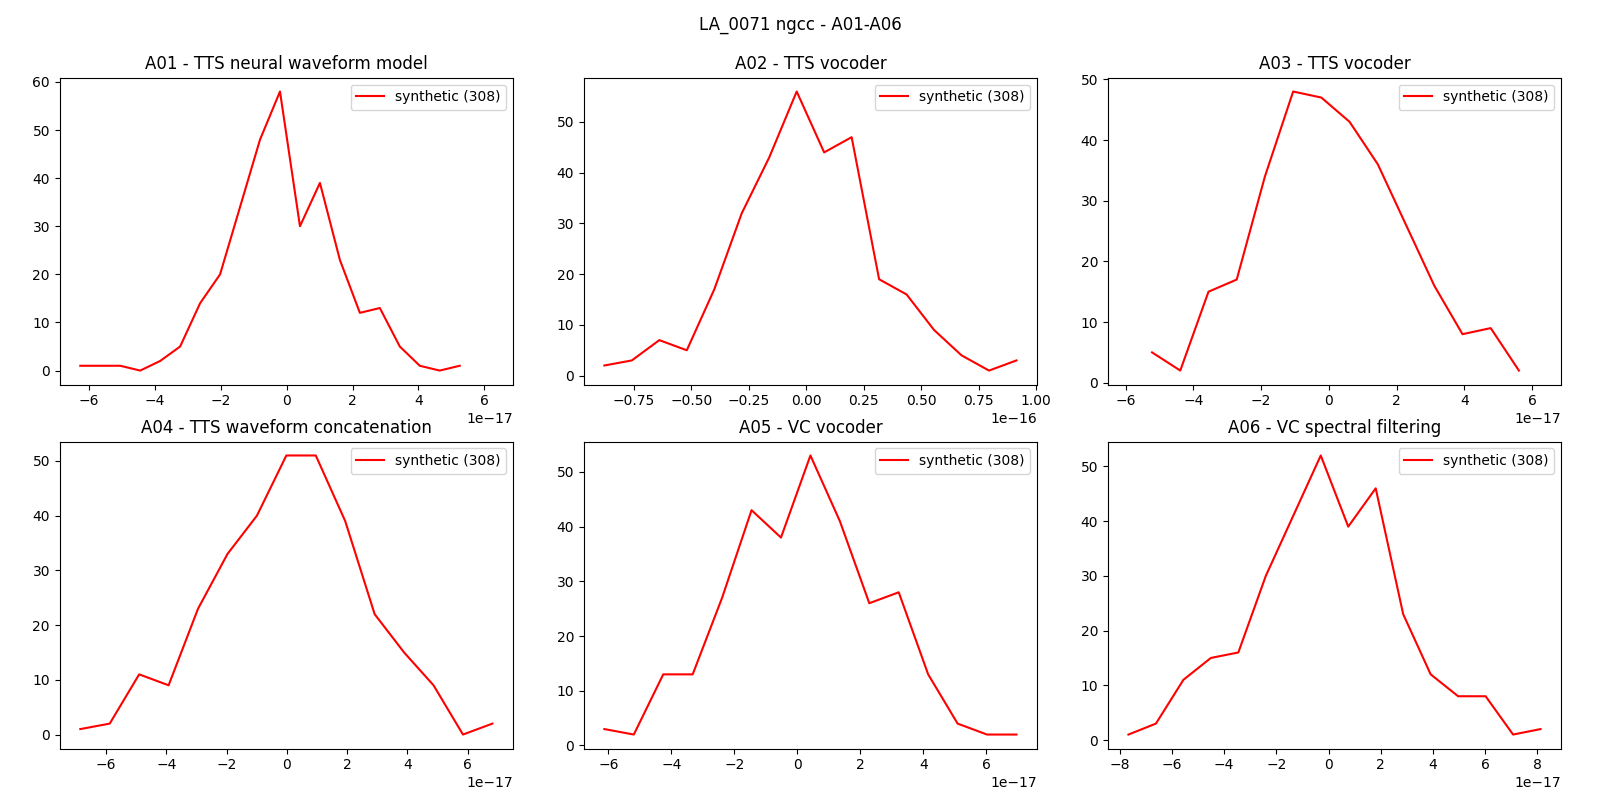 LA_0071 ngcc - A01-A06
A01 - TTS neural waveform model
synthetic (308)
60
50
40
30
20
10
0
−6 −4 −2 0 2 4 6
1e−17
A02 - TTS vocoder
synthetic (308)
50
40
30
20
10
0
−0.75 −0.50 −0.25 0.00 0.25 0.50 0.75 1.00
1e−16
A03 - TTS vocoder
synthetic (308)
50
40
30
20
10
0
−6 −4 −2 0 2 4 6
1e−17
A04 - TTS waveform concatenation
synthetic (308)
50
40
30
20
10
0
−6 −4 −2 0 2 4 6
1e−17
A05 - VC vocoder
synthetic (308)
50
40
30
20
10
0
−6 −4 −2 0 2 4 6
1e−17
A06 - VC spectral filtering
synthetic (308)
50
40
30
20
10
0
−8 −6 −4 −2 0 2 4 6 8
1e−17